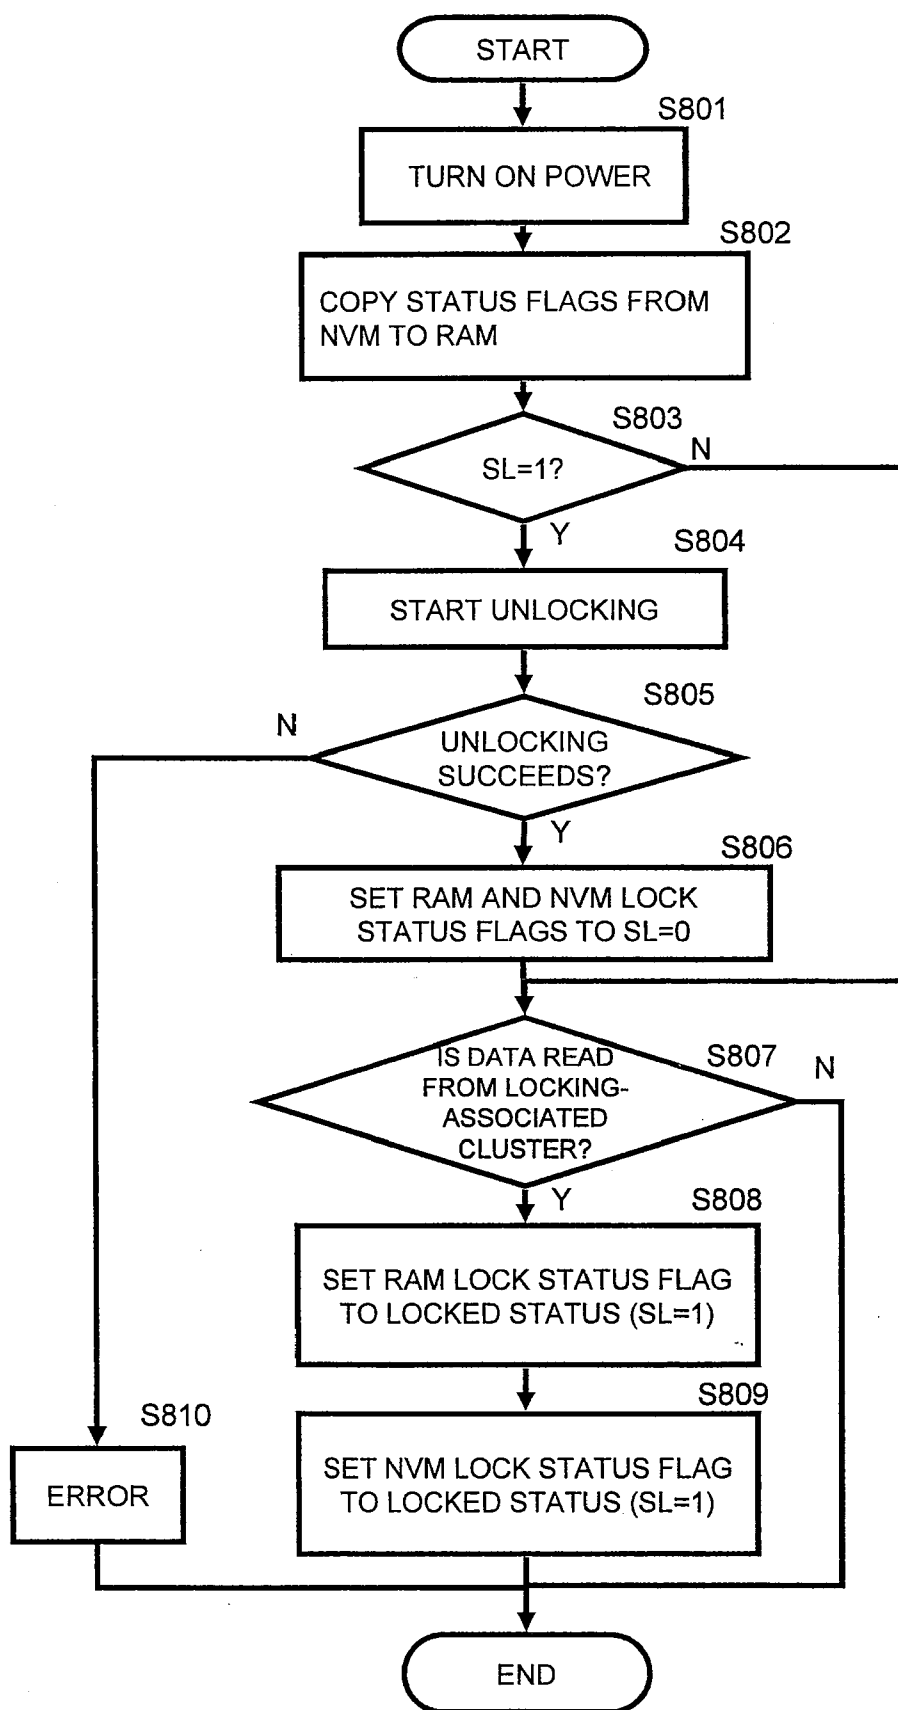 START
S801
TURN ON POWER
S802
COPY STATUS FLAGS FROM
NVM TO RAM
S803
SL=1?
N
Y
S804
START UNLOCKING
S805
N
UNLOCKING
SUCCEEDS?
Y
S806
SET RAM AND NVM LOCK
STATUS FLAGS TO SL=0
S807
N
IS DATA READ
FROM LOCKING-
ASSOCIATED
CLUSTER?
Y
S808
SET RAM LOCK STATUS FLAG
TO LOCKED STATUS (SL=1)
S809
SET NVM LOCK STATUS FLAG
TO LOCKED STATUS (SL=1)
S810
ERROR
END